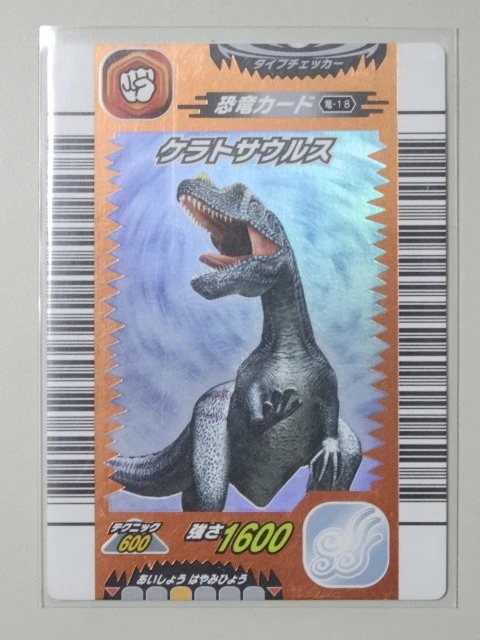 タイプチェッカー
恐竜カード 竜-18
ケラトサウルス
テクニック
600
強さ1600
あいしょう はやみひょう